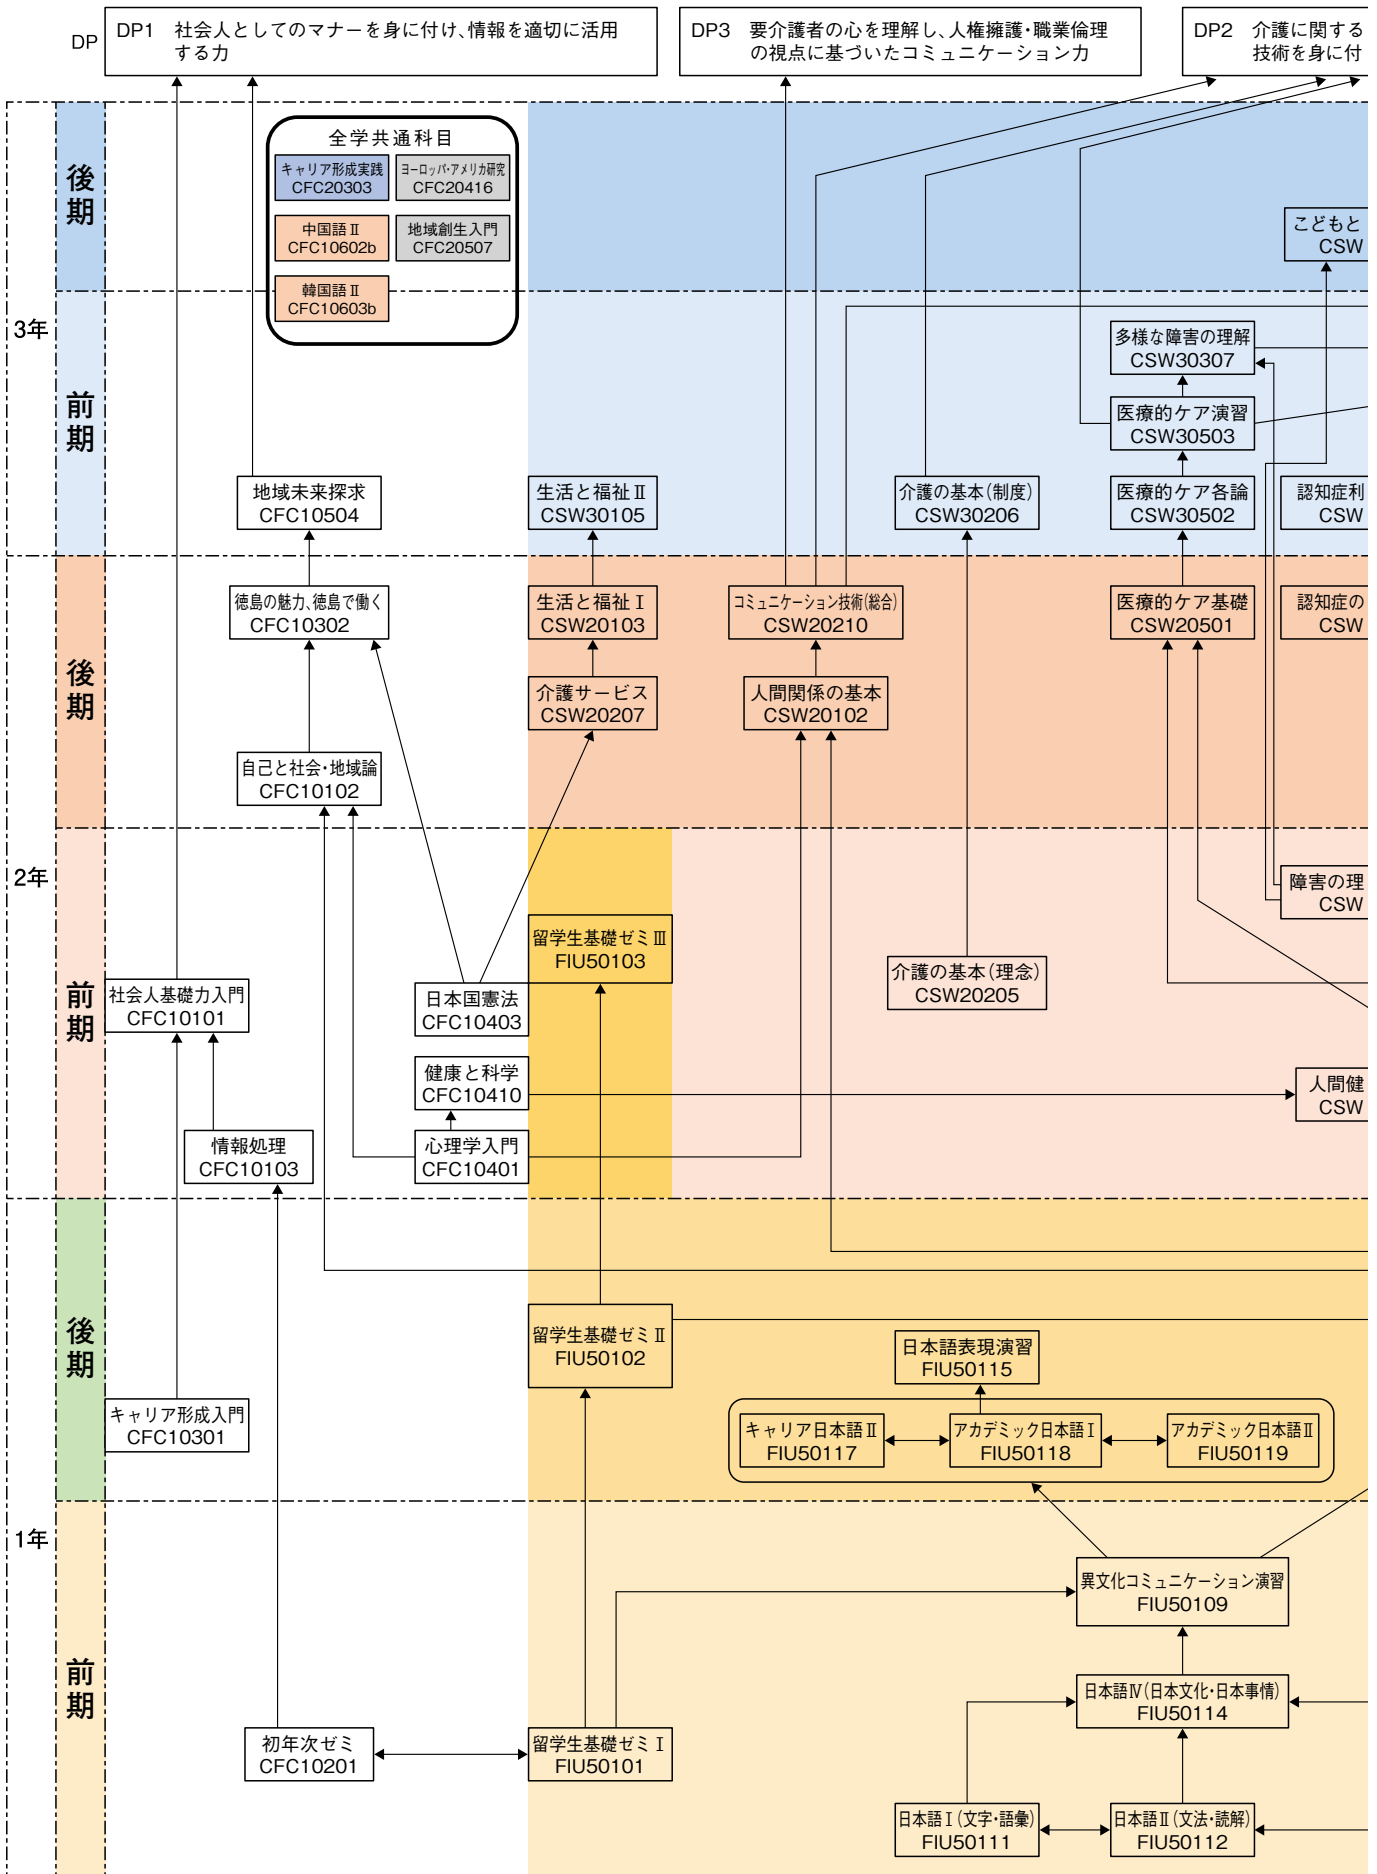 DP
DP1 社会人としてのマナーを身に付け、情報を適切に活用
する力
DP3 要介護者の心を理解し、人権擁護・職業倫理
の視点に基づいたコミュニケーション力
DP2 介護に関する
技術を身に付
3年
後期
全学共通科目
キャリア形成実践
CFC20303
ヨーロッパ・アメリカ研究
CFC20416
中国語Ⅱ
CFC10602b
地域創生入門
CFC20507
韓国語Ⅱ
CFC10603b
こどもと
CSW
前期
多様な障害の理解
CSW30307
医療的ケア演習
CSW30503
地域未来探求
CFC10504
生活と福祉Ⅱ
CSW30105
介護の基本(制度)
CSW30206
医療的ケア各論
CSW30502
認知症利
CSW
2年
後期
徳島の魅力、徳島で働く
CFC10302
生活と福祉Ⅰ
CSW20103
コミュニケーション技術(総合)
CSW20210
医療的ケア基礎
CSW20501
認知症の
CSW
介護サービス
CSW20207
人間関係の基本
CSW20102
自己と社会・地域論
CFC10102
前期
障害の理
CSW
留学生基礎ゼミⅢ
FIU50103
介護の基本(理念)
CSW20205
社会人基礎力入門
CFC10101
日本国憲法
CFC10403
健康と科学
CFC10410
人間健
CSW
情報処理
CFC10103
心理学入門
CFC10401
1年
後期
留学生基礎ゼミⅡ
FIU50102
日本語表現演習
FIU50115
キャリア形成入門
CFC10301
キャリア日本語Ⅱ
FIU50117
アカデミック日本語Ⅰ
FIU50118
アカデミック日本語Ⅱ
FIU50119
前期
異文化コミュニケーション演習
FIU50109
日本語Ⅳ(日本文化・日本事情)
FIU50114
初年次ゼミ
CFC10201
留学生基礎ゼミⅠ
FIU50101
日本語Ⅰ(文字・語彙)
FIU50111
日本語Ⅱ(文法・読解)
FIU50112